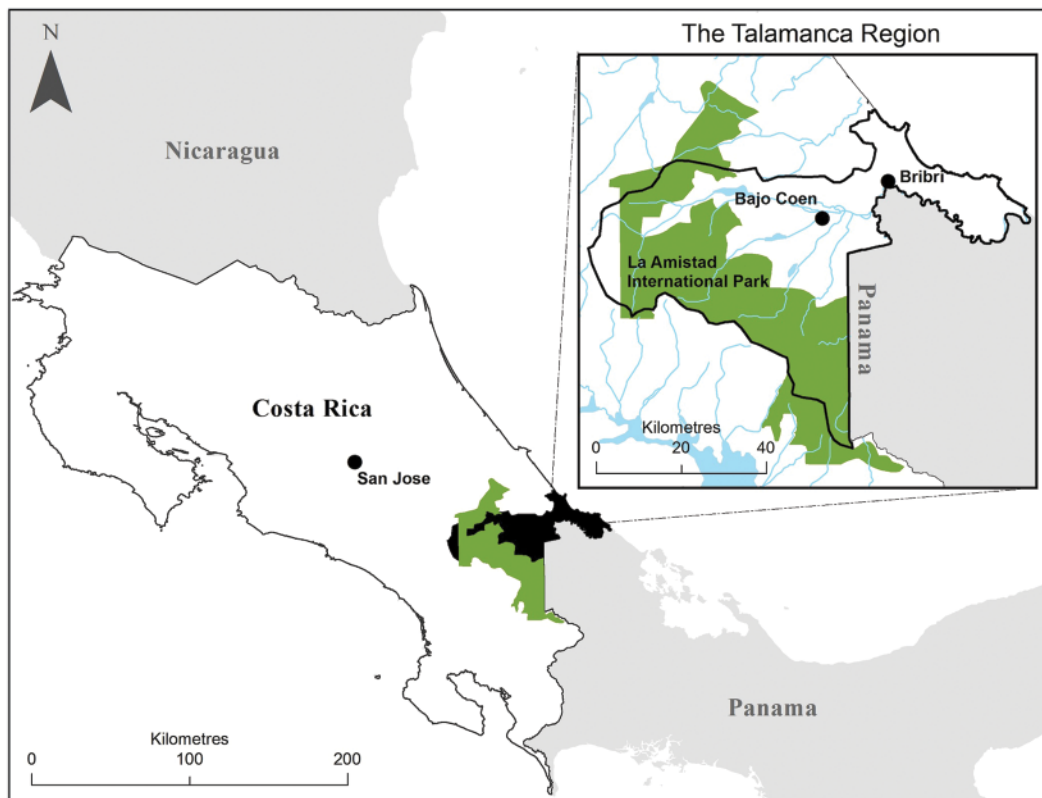 N
Nicaragua
Costa Rica
San Jose
Panama
Kilometres
0 100 200
The Talamanca Region
Bribri
Bajo Coen
La Amistad
International Park
Panama
Kilometres
0 20 40